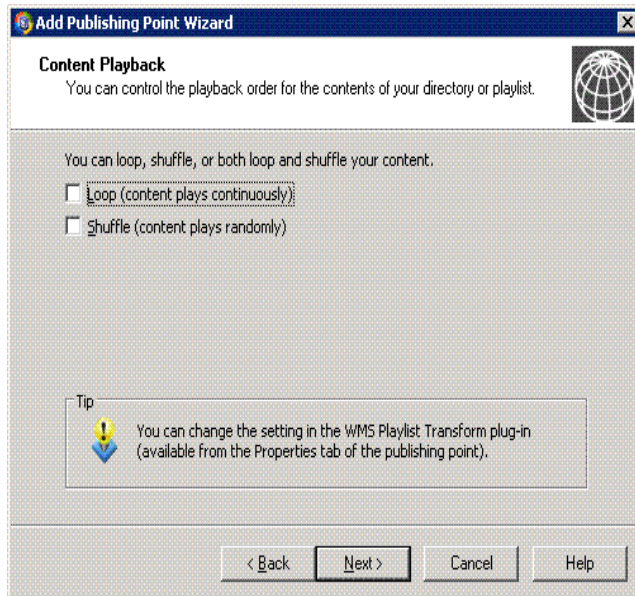 Add Publishing Point Wizard
Content Playback
You can control the playback order for the contents of your directory or playlist.
You can loop, shuffle, or both loop and shuffle your content.
Loop (content plays continuously)
Shuffle (content plays randomly)
Tip
You can change the setting in the WMS Playlist Transform plug-in
(available from the Properties tab of the publishing point).
< Back
Next >
Cancel
Help